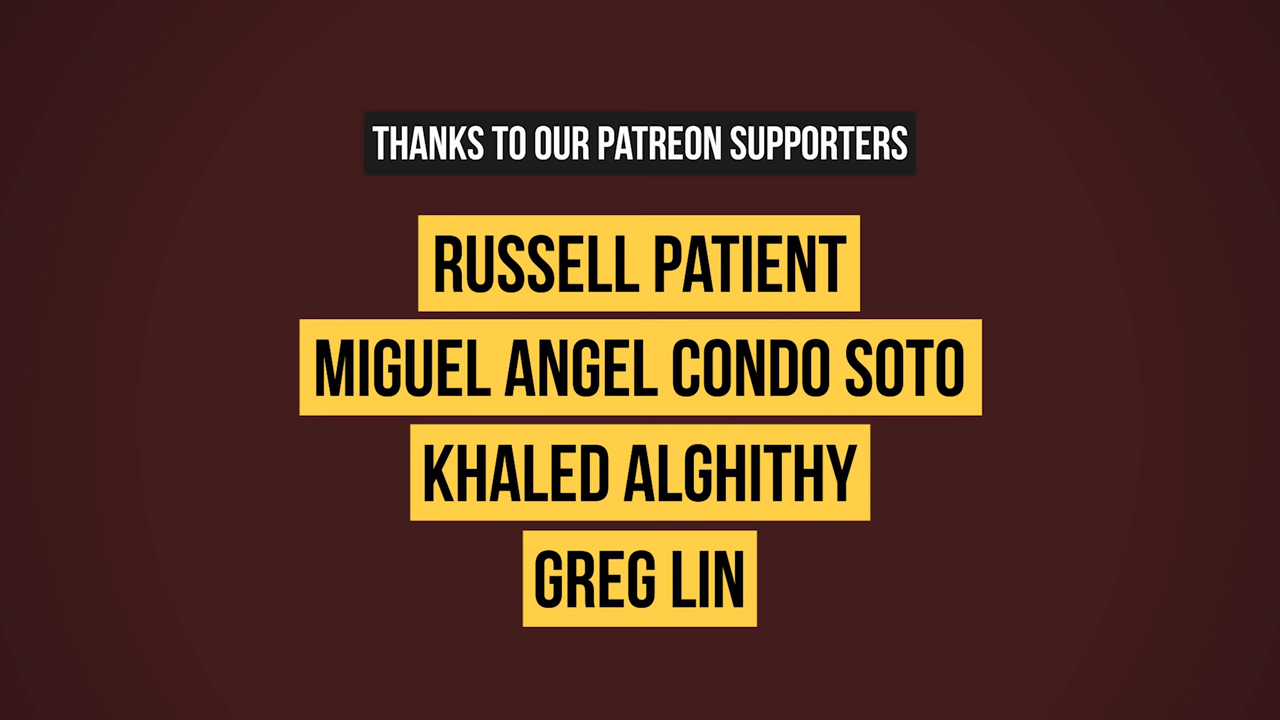 THANKS TO OUR PATREON SUPPORTERS
RUSSELL PATIENT
MIGUEL ANGEL CONDO SOTO
KHALED ALGHITHY
GREG LIN